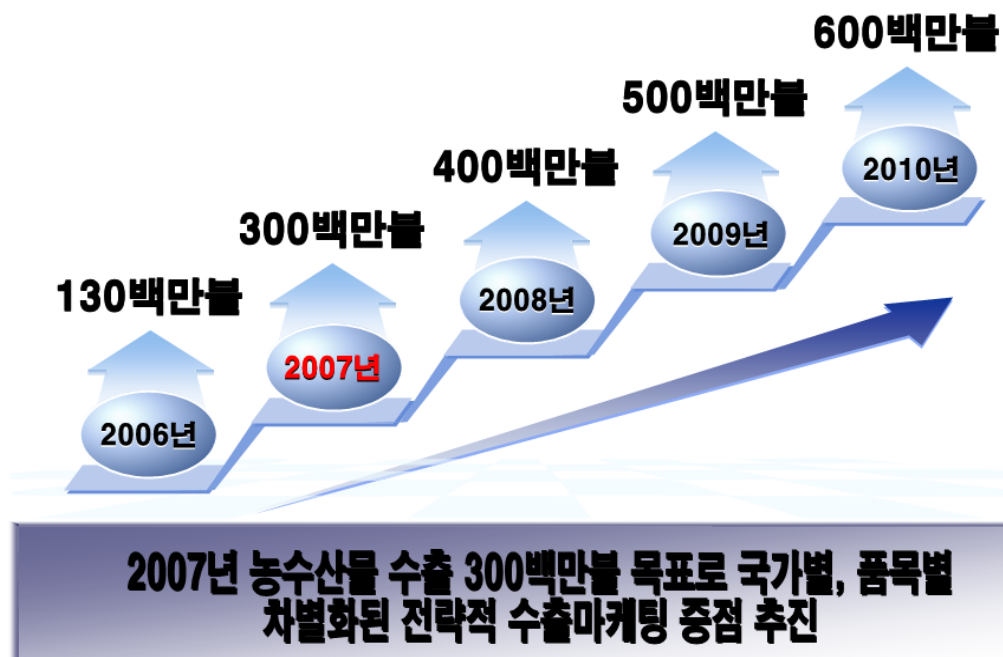 600백만불
500백만불
2010년
400백만불
300백만불
2009년
130백만불
2008년
2007년
2006년
2007년 농수산물 수출 300백만불 목표로 국가별, 품목별
차별화된 전략적 수출마케팅 중점 추진